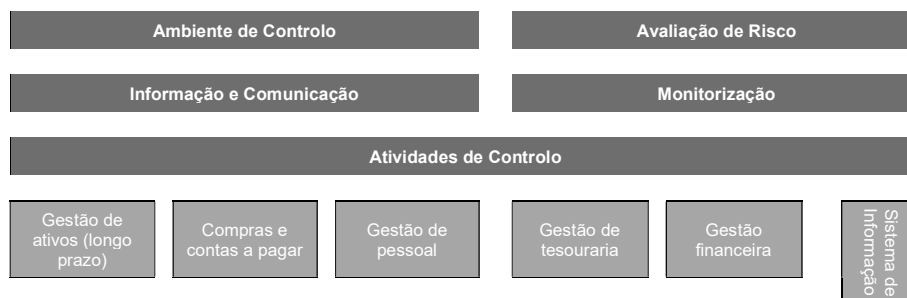 Ambiente de Controlo
Avaliação de Risco
Informação e Comunicação
Monitorização
Atividades de Controlo
Gestão de
ativos (longo
prazo)
Compras e
contas a pagar
Gestão de
pessoal
Gestão de
tesouraria
Gestão
financeira
Sistema de
Informação